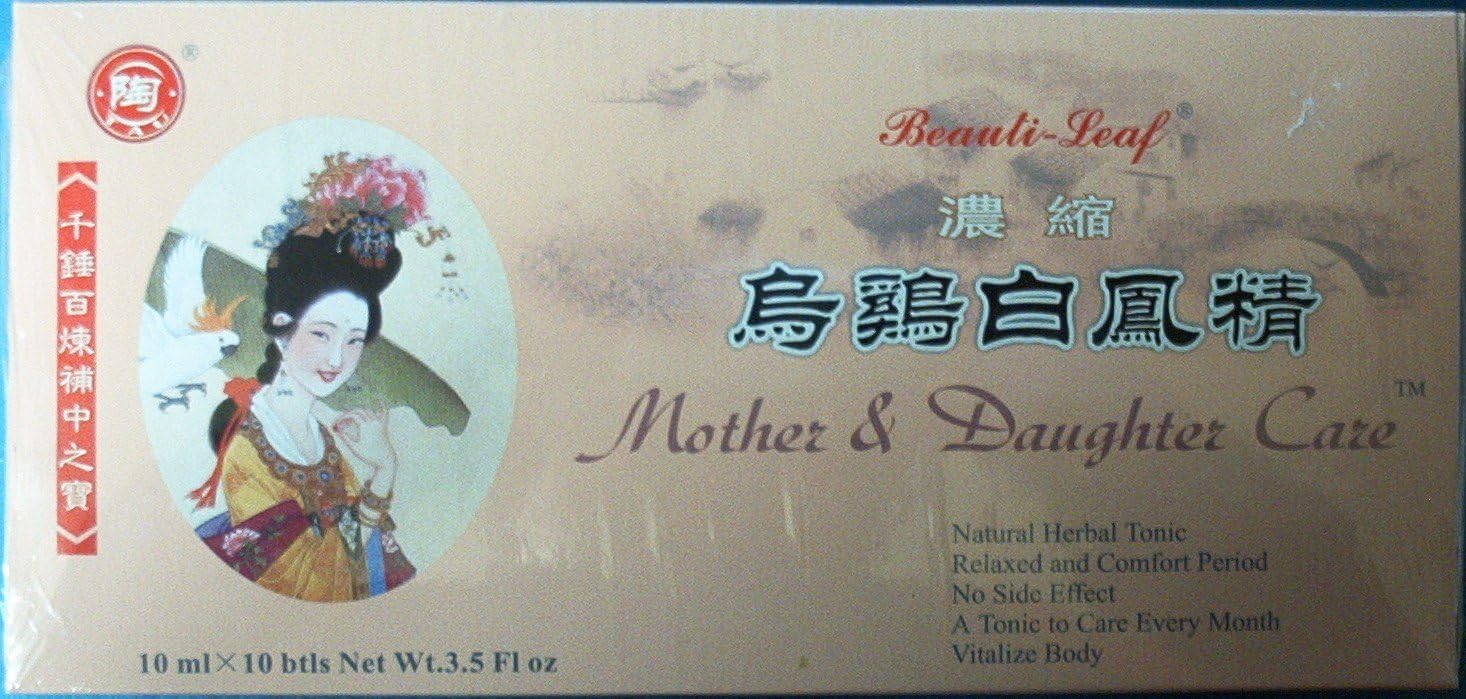 陶
TAU
®
《千錘百煉補中之寶》
Beauti-Leaf®
濃縮
烏鷄白鳳精
Mother & Daughter Care™
Natural Herbal Tonic
Relaxed and Comfort Period
No Side Effect
A Tonic to Care Every Month
Vitalize Body
10 ml×10 btls Net Wt.3.5 Fl oz